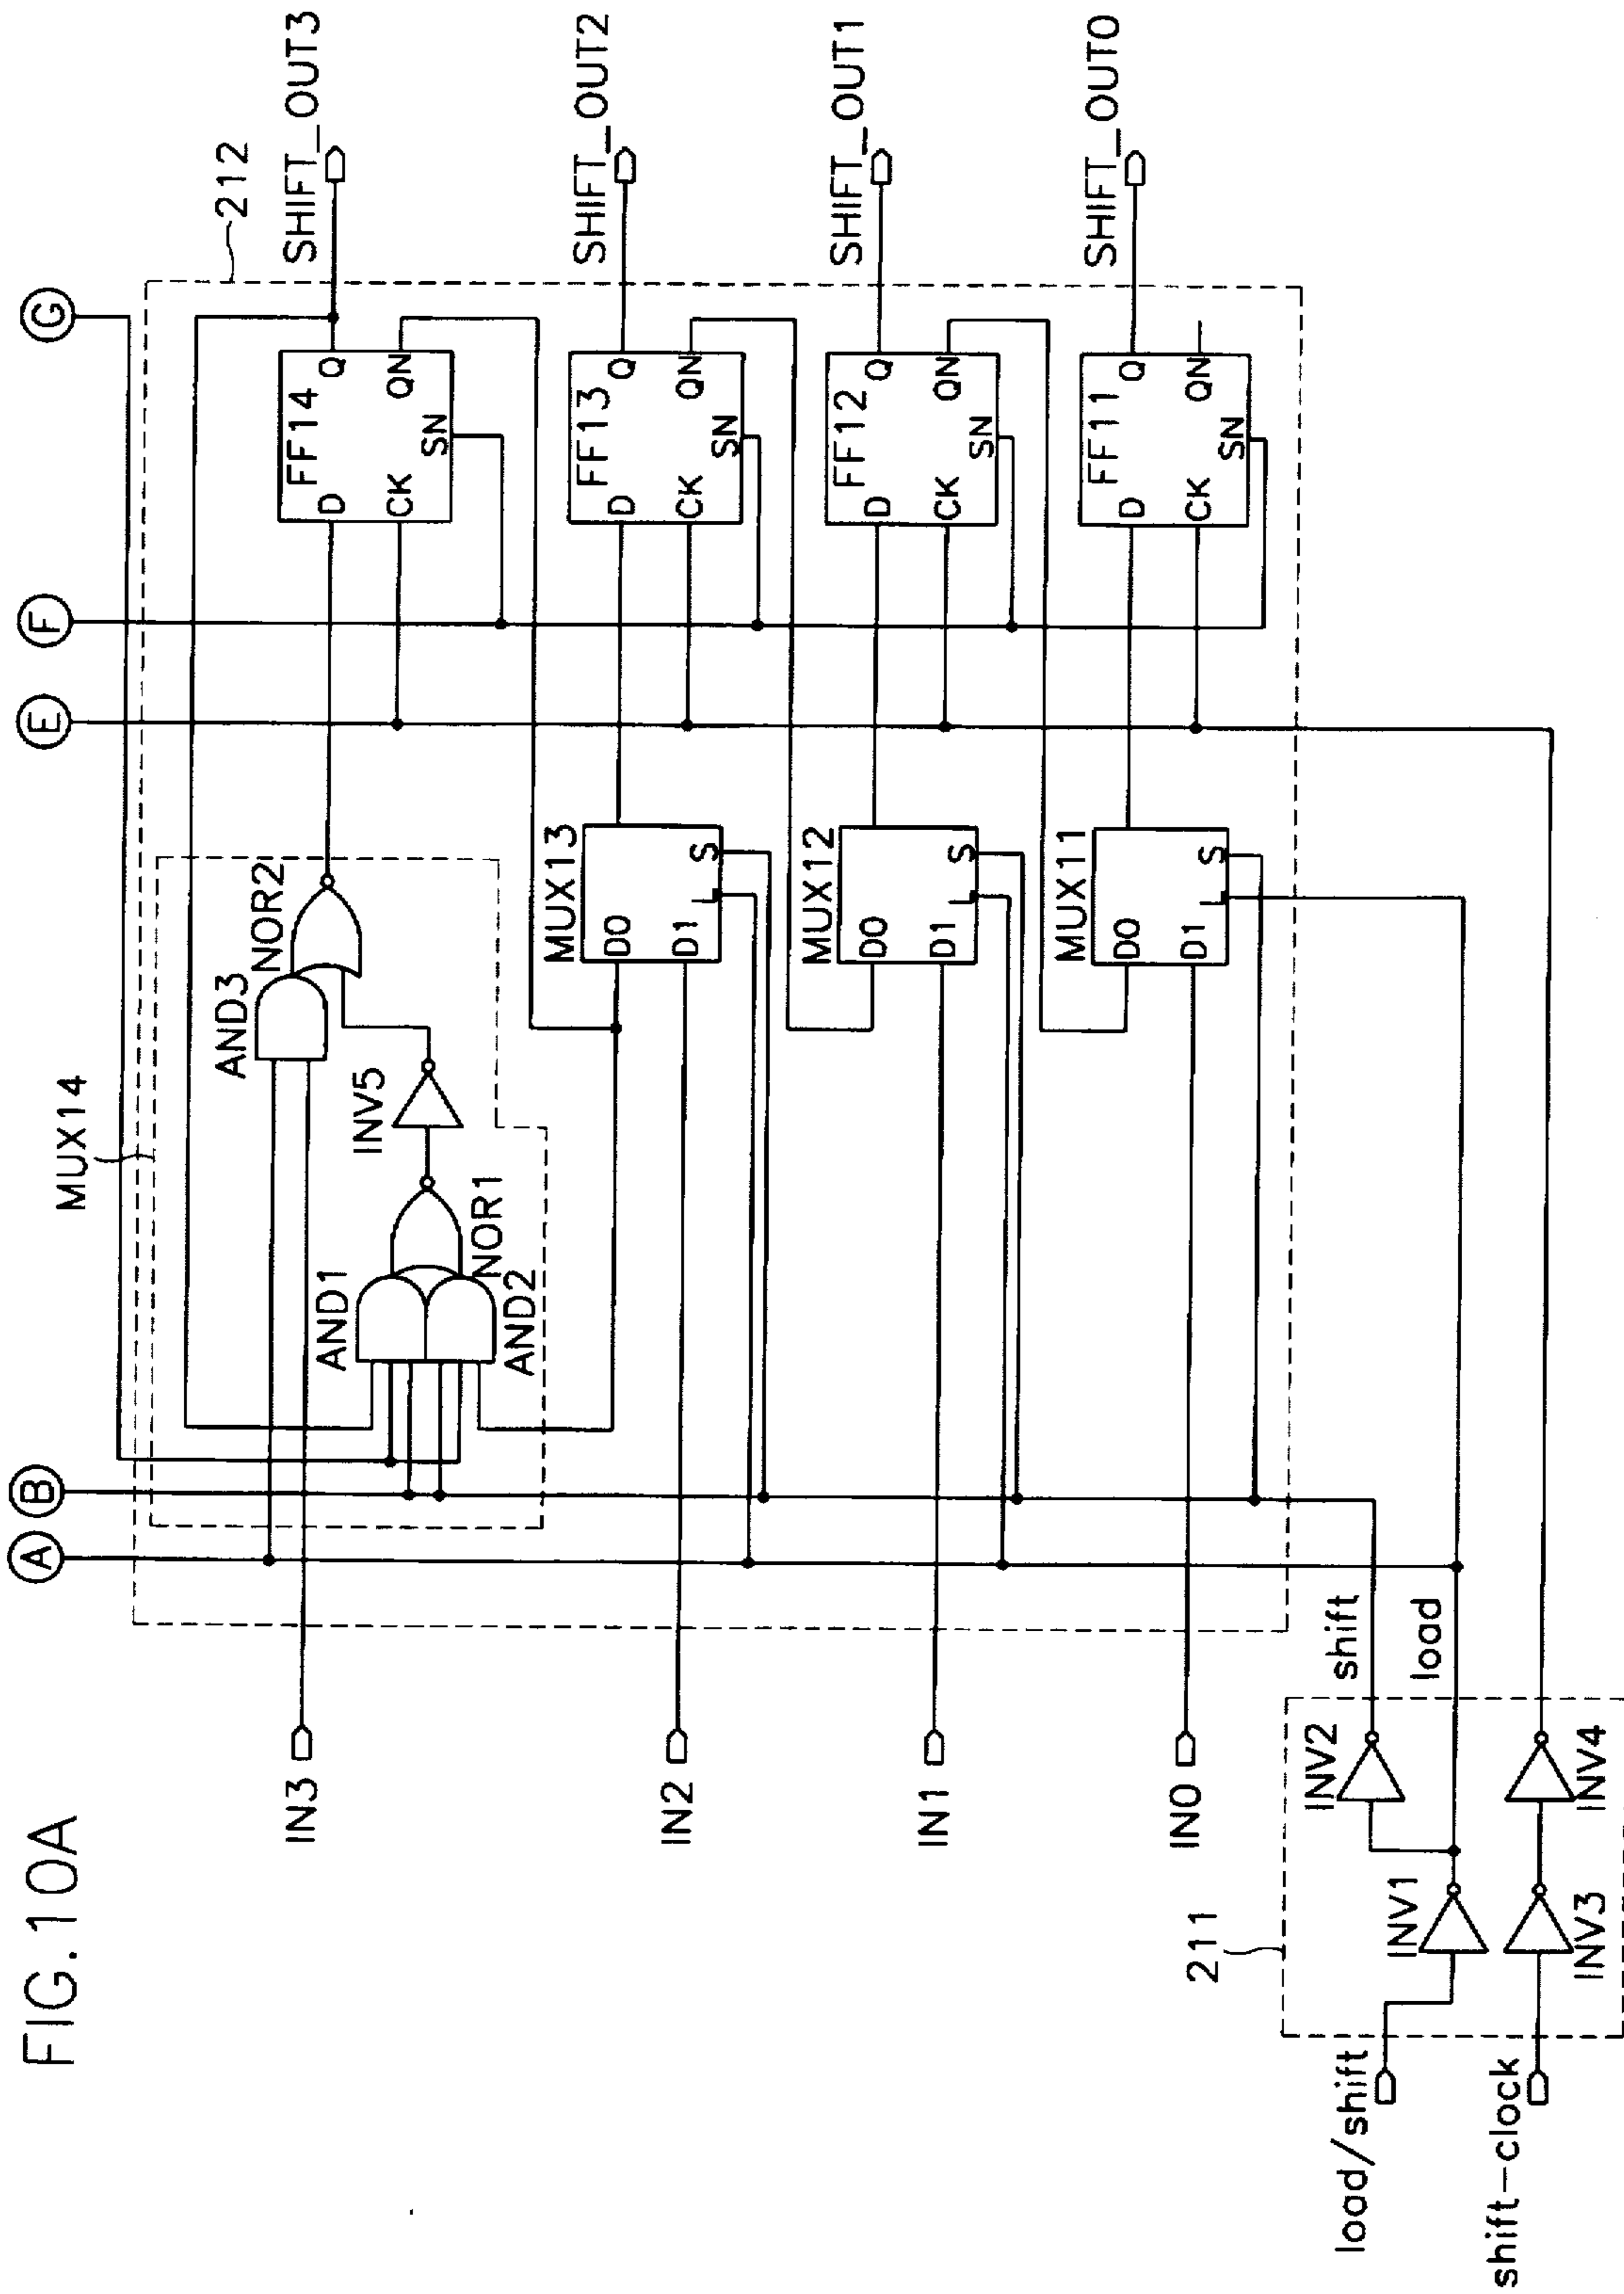 FIG.10A
A
B
E
F
G
MUX14
212
IN3
AND1
AND2
NOR1
INV5
AND3
NOR2
FF14
D
Q
CK
QN
SN
SHIFT_OUT3
IN2
MUX13
D0
D1
L
S
FF13
D
Q
CK
QN
SN
SHIFT_OUT2
IN1
MUX12
D0
D1
L
S
FF12
D
Q
CK
QN
SN
SHIFT_OUT1
IN0
MUX11
D0
D1
L
S
FF11
D
Q
CK
QN
SN
SHIFT_OUT0
211
load/shift
INV1
INV2
shift
load
shift-clock
INV3
INV4